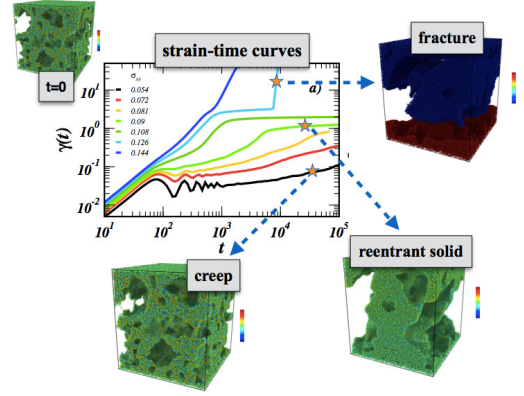 strain-time curves
fracture
t=0
σxy
a)
0.054
0.072
0.081
0.09
0.108
0.126
0.144
γ(t)
10¹
10⁰
10⁻¹
10⁻²
10¹ 10² 10³ 10⁴ 10⁵
t
creep
reentrant solid